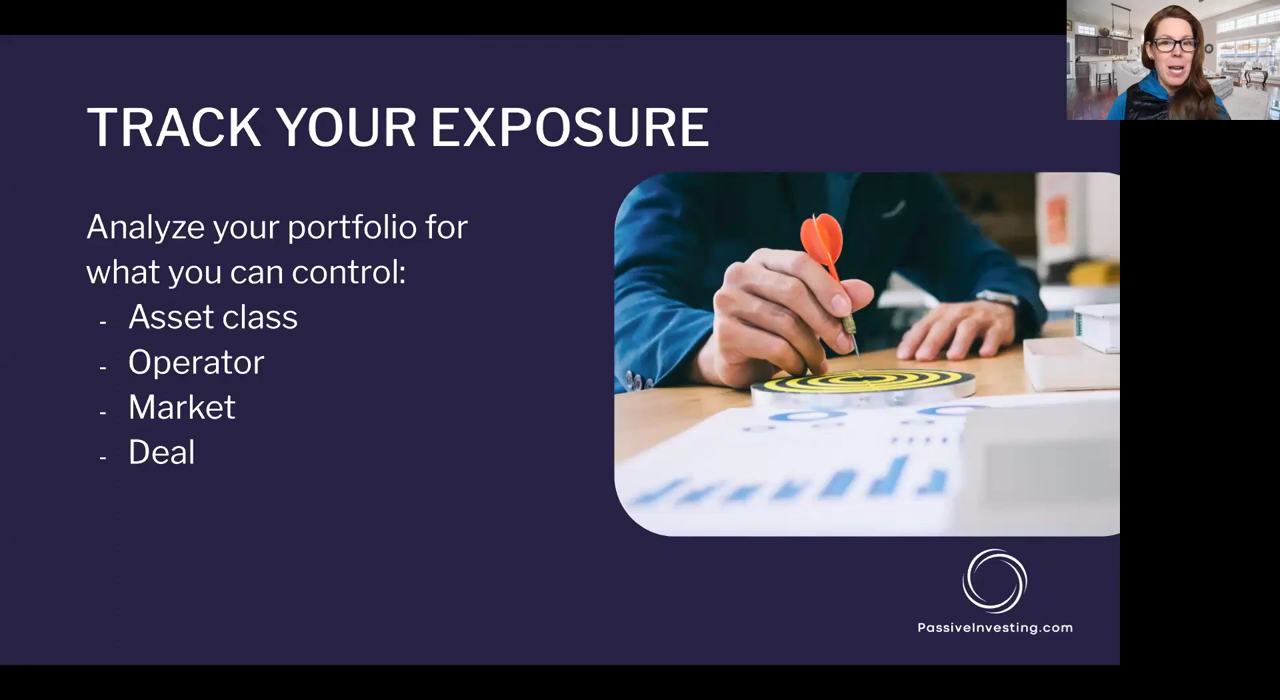 TRACK YOUR EXPOSURE
Analyze your portfolio for
what you can control:
- Asset class
- Operator
- Market
- Deal
PassiveInvesting.com